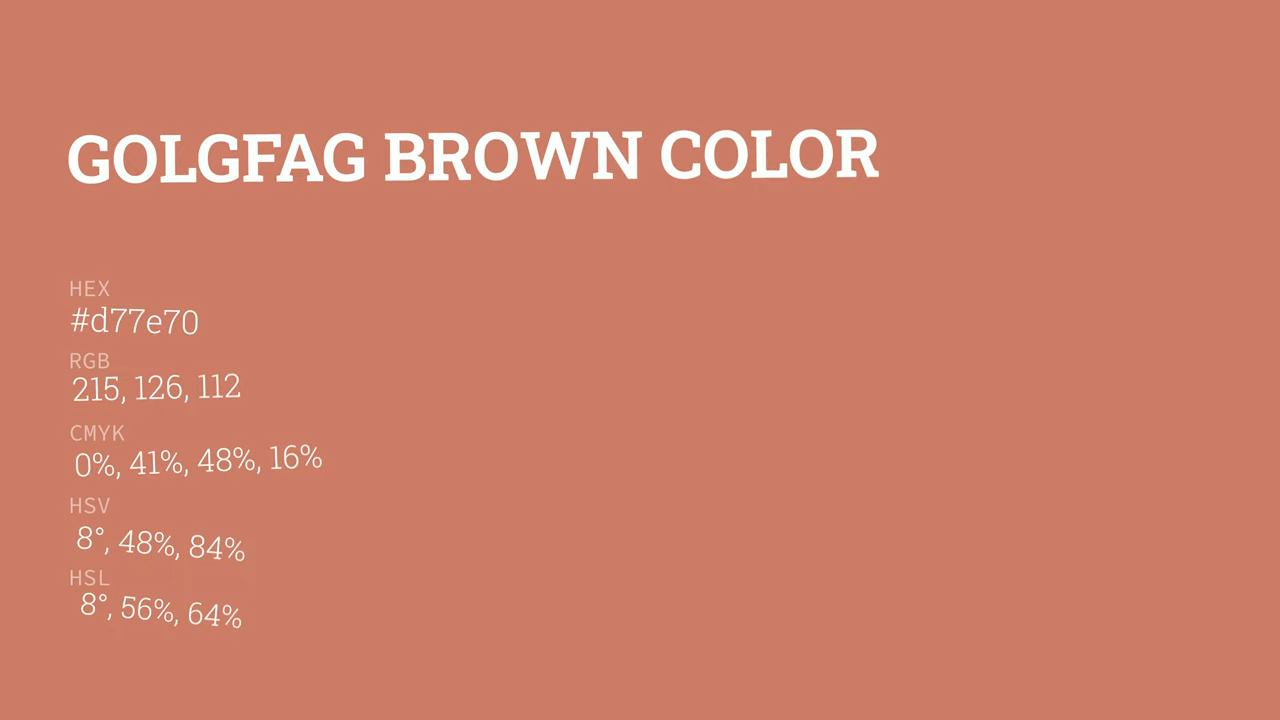 GOLGFAG BROWN COLOR
HEX
#d77e70
RGB
215, 126, 112
CMYK
0%, 41%, 48%, 16%
HSV
8°, 48%, 84%
HSL
8°, 56%, 64%